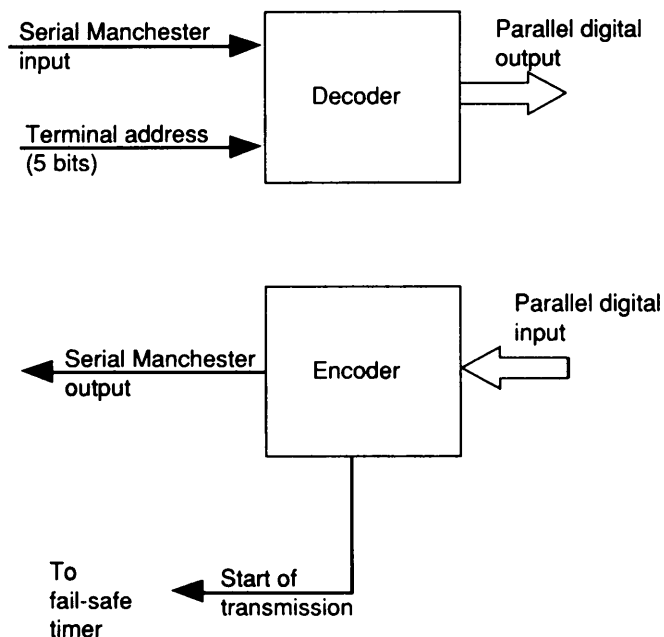 Serial Manchester
input
Parallel digital
output
Decoder
Terminal address
(5 bits)
Parallel digital
input
Serial Manchester
output
Encoder
To
fail-safe
timer
Start of
transmission